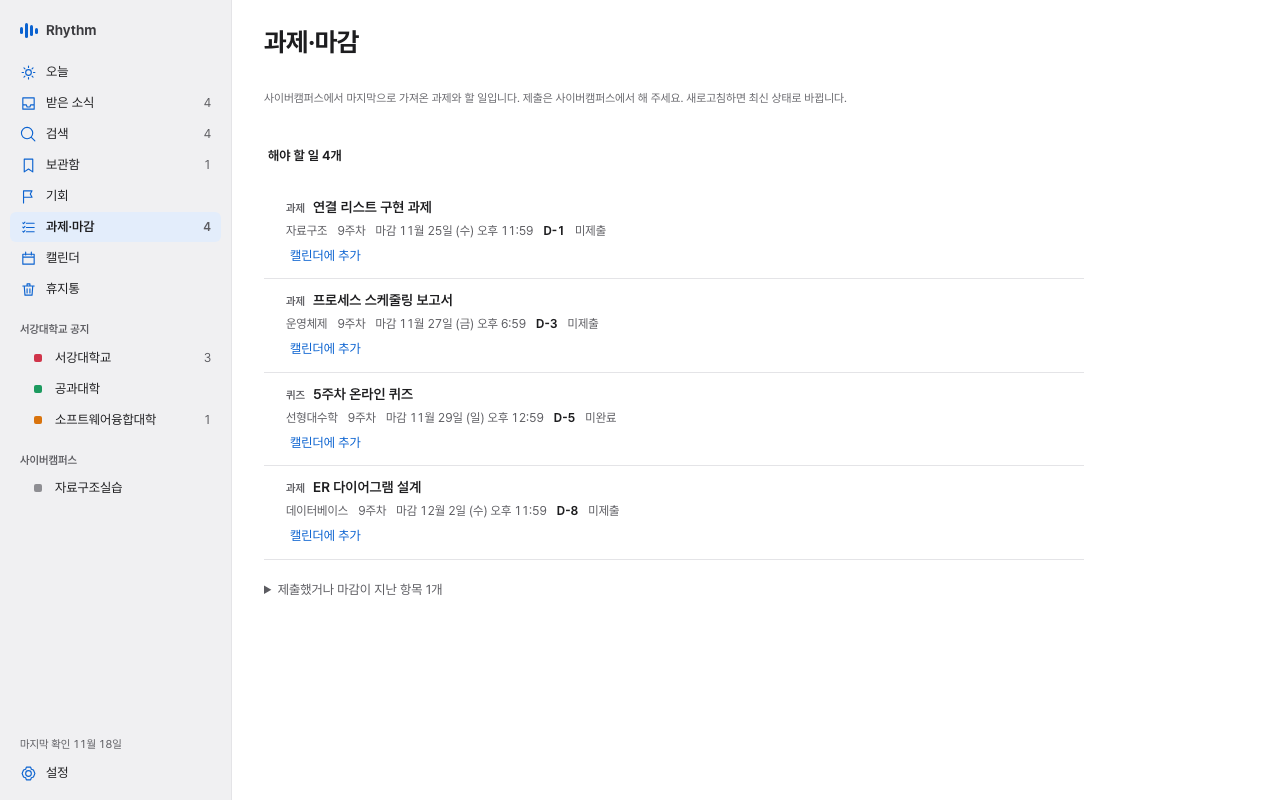 Rhythm
오늘
받은 소식 4
검색 4
보관함 1
기회
과제·마감 4
캘린더
휴지통
서강대학교 공지
서강대학교 3
공과대학
소프트웨어융합대학 1
사이버캠퍼스
자료구조실습
마지막 확인 11월 18일
설정
과제·마감
사이버캠퍼스에서 마지막으로 가져온 과제와 할 일입니다. 제출은 사이버캠퍼스에서 해 주세요. 새로고침하면 최신 상태로 바뀝니다.
해야 할 일 4개
과제 연결 리스트 구현 과제
자료구조 9주차 마감 11월 25일 (수) 오후 11:59 D-1 미제출
캘린더에 추가
과제 프로세스 스케줄링 보고서
운영체제 9주차 마감 11월 27일 (금) 오후 6:59 D-3 미제출
캘린더에 추가
퀴즈 5주차 온라인 퀴즈
선형대수학 9주차 마감 11월 29일 (일) 오후 12:59 D-5 미완료
캘린더에 추가
과제 ER 다이어그램 설계
데이터베이스 9주차 마감 12월 2일 (수) 오후 11:59 D-8 미제출
캘린더에 추가
▶ 제출했거나 마감이 지난 항목 1개